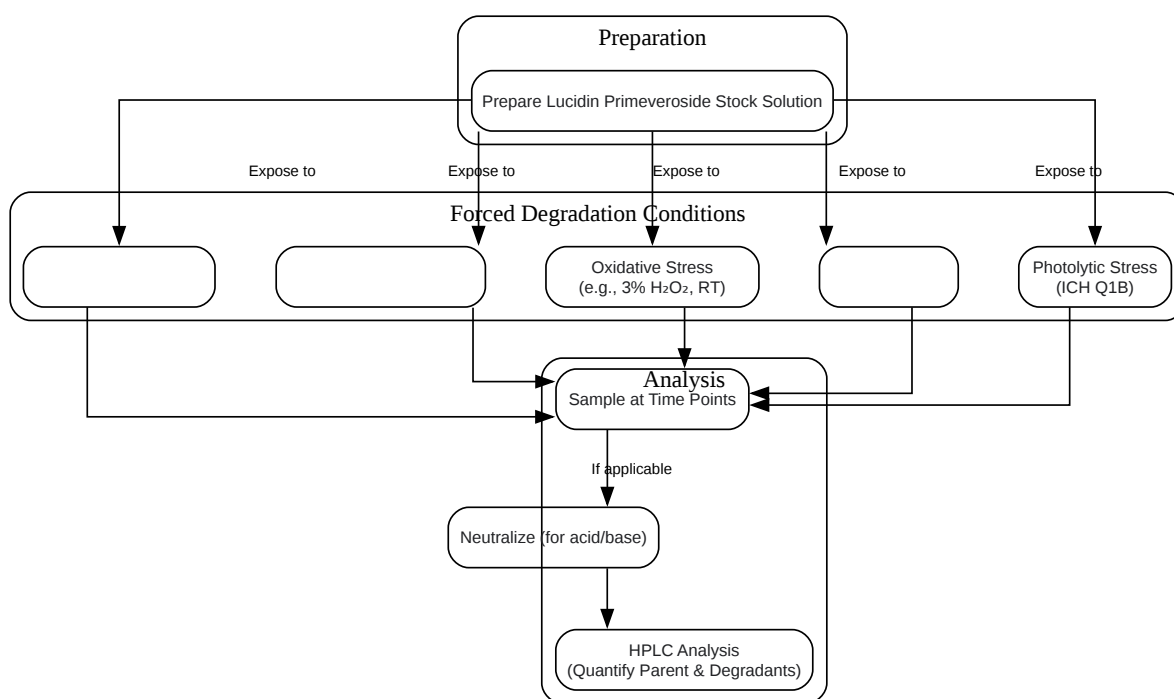 Preparation
Prepare Lucidin Primeveroside Stock Solution
Expose to
Expose to
Expose to
Expose to
Expose to
Forced Degradation Conditions
Oxidative Stress
(e.g., 3% H₂O₂, RT)
Photolytic Stress
(ICH Q1B)
Analysis
Sample at Time Points
If applicable
Neutralize (for acid/base)
HPLC Analysis
(Quantify Parent & Degradants)